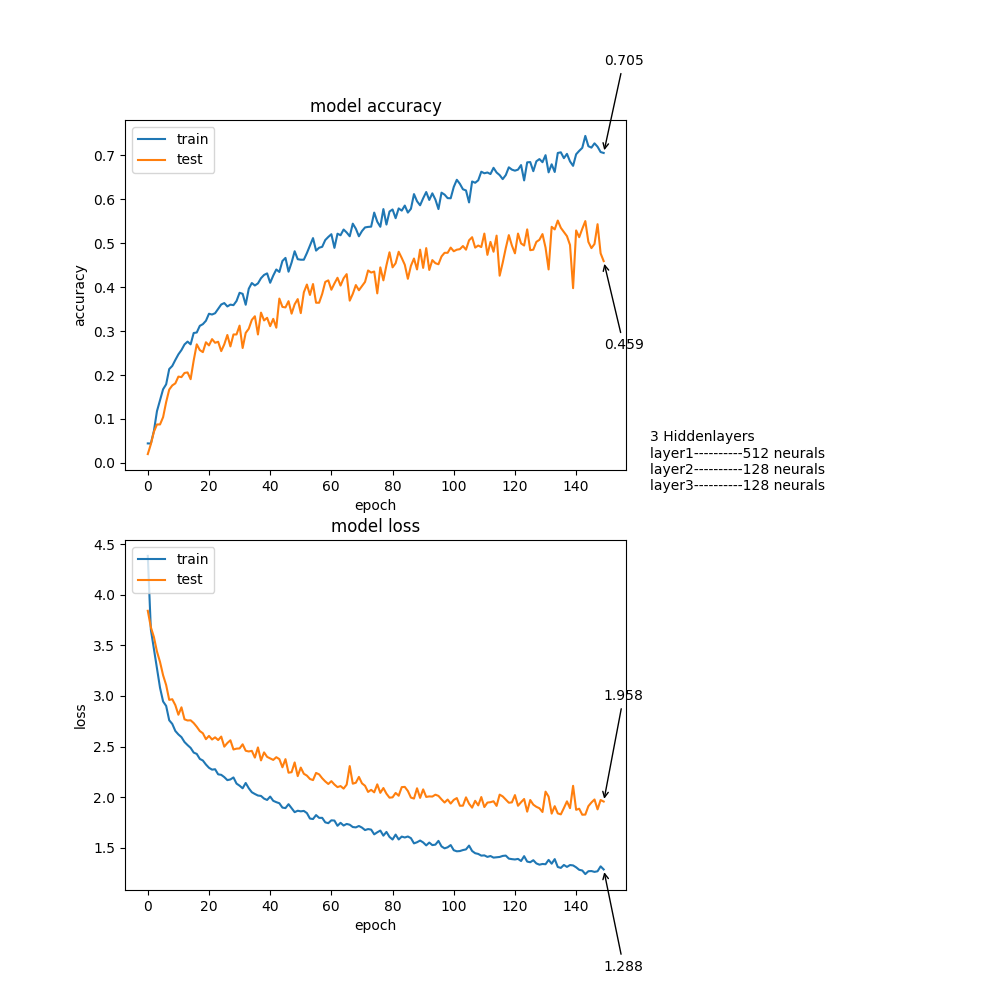 0.705
model accuracy
train
test
0.7
0.6
0.5
0.4
0.3
0.2
0.1
0.0
accuracy
0 20 40 60 80 100 120 140
epoch
0.459
3 Hiddenlayers
layer1----------512 neurals
layer2----------128 neurals
layer3----------128 neurals
model loss
train
test
4.5
4.0
3.5
3.0
2.5
2.0
1.5
loss
1.958
0 20 40 60 80 100 120 140
epoch
1.288